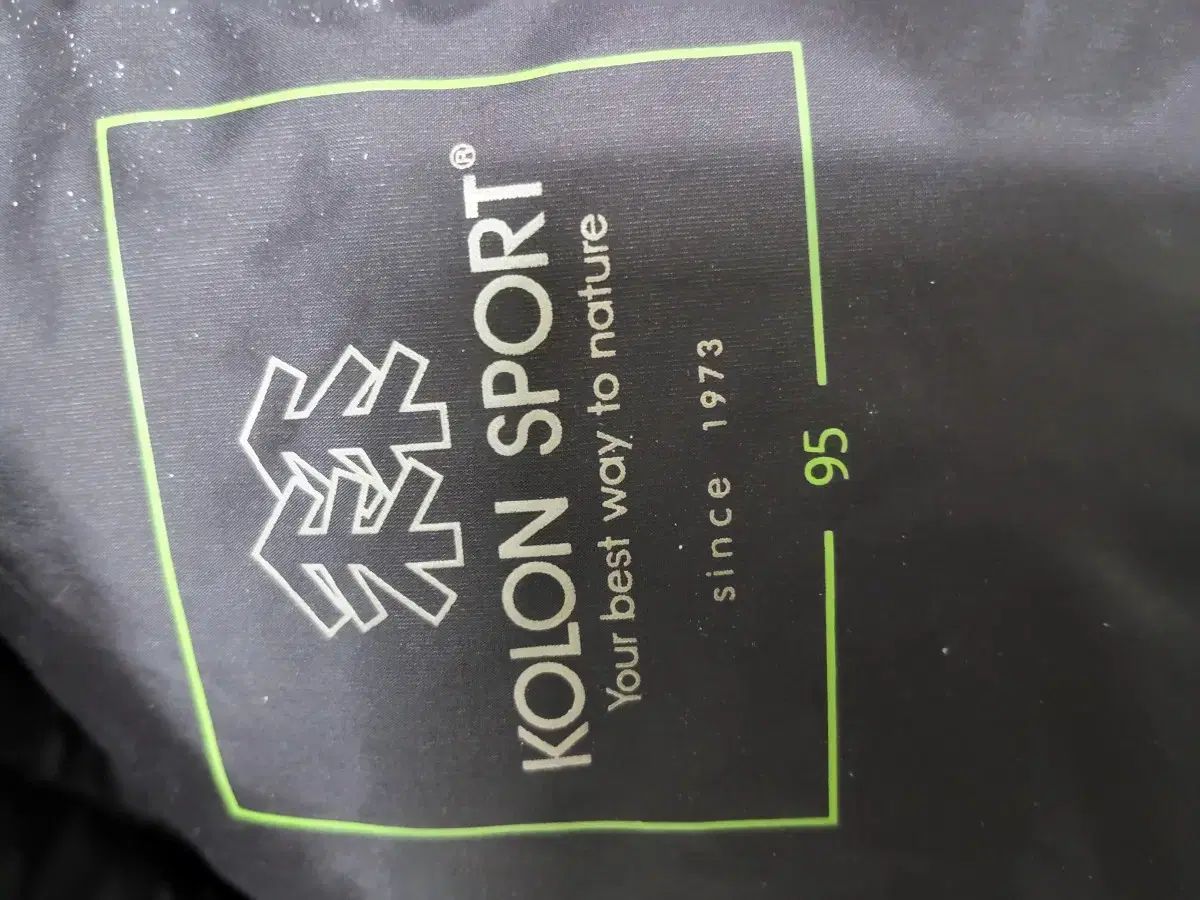 KOLON SPORT®
Your best way to nature
since 1973
95